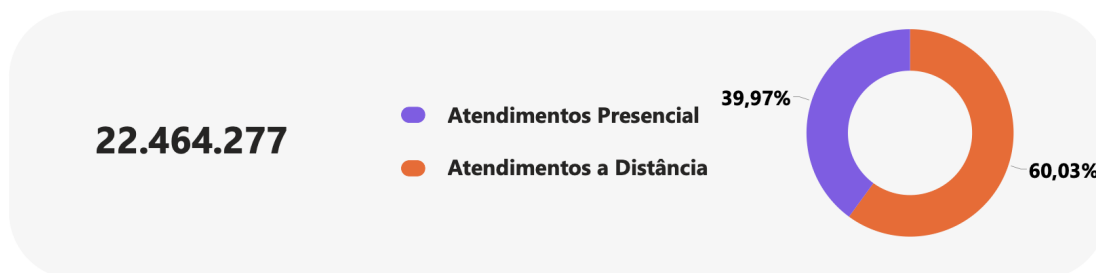 22.464.277
Atendimentos Presencial
Atendimentos a Distância
39,97%
60,03%